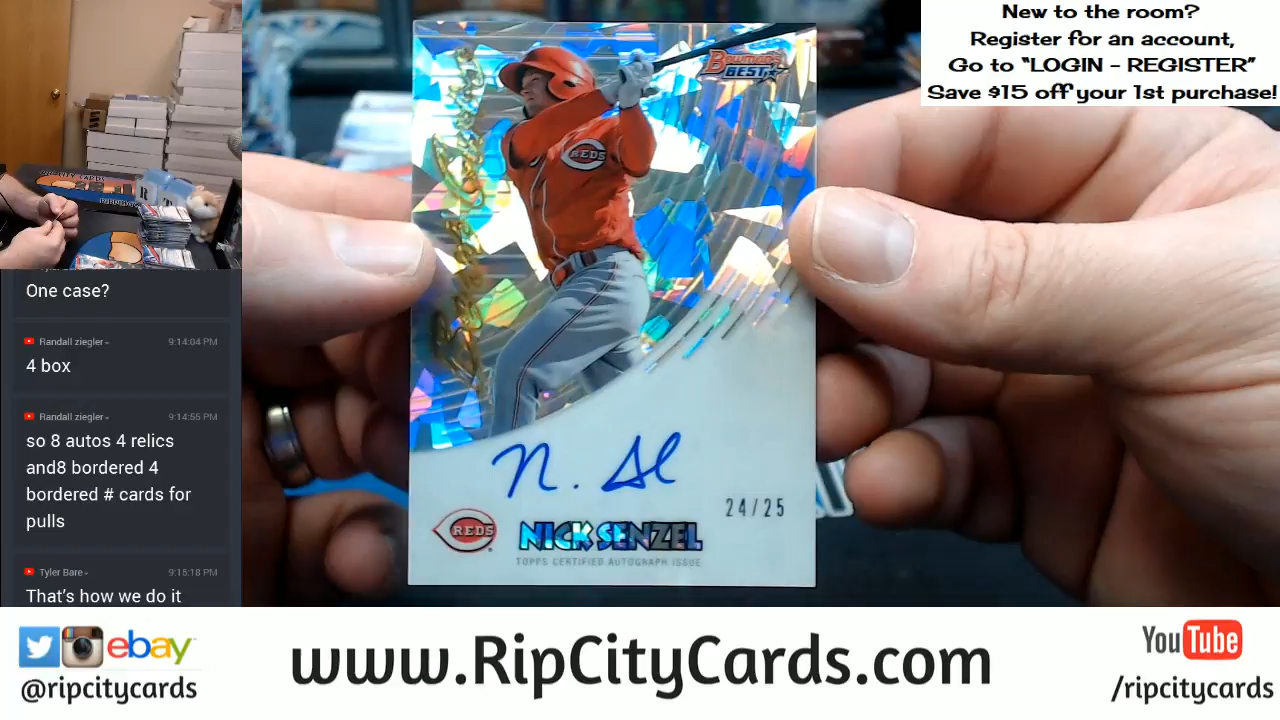 New to the room?
Register for an account,
Go to “LOGIN - REGISTER”
Save $15 off your 1st purchase!
One case?
Randall ziegler
9:14:04 PM
4 box
Randall ziegler
9:14:55 PM
so 8 autos 4 relics
and8 bordered 4
bordered # cards for
pulls
Tyler Bare
9:15:18 PM
That's how we do it
Bowman's
BEST
REDS
24/25
REDS
NICK SENZEL
TOPPS CERTIFIED AUTOGRAPH ISSUE
ebay
@ripcitycards
www.RipCityCards.com
YouTube
/ripcitycards